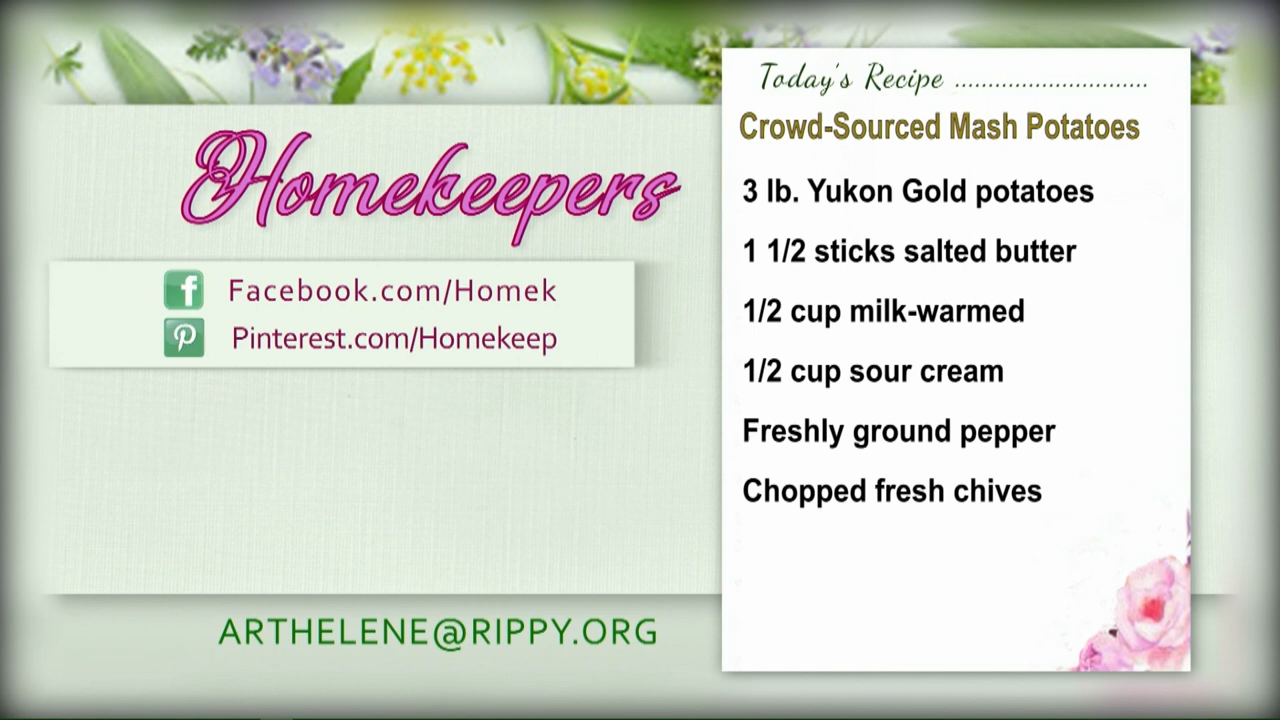 Homekeepers
Facebook.com/Homek
Pinterest.com/Homekeep
ARTHELENE@RIPPY.ORG
Today's Recipe .............................
Crowd-Sourced Mash Potatoes
3 lb. Yukon Gold potatoes
1 1/2 sticks salted butter
1/2 cup milk-warmed
1/2 cup sour cream
Freshly ground pepper
Chopped fresh chives